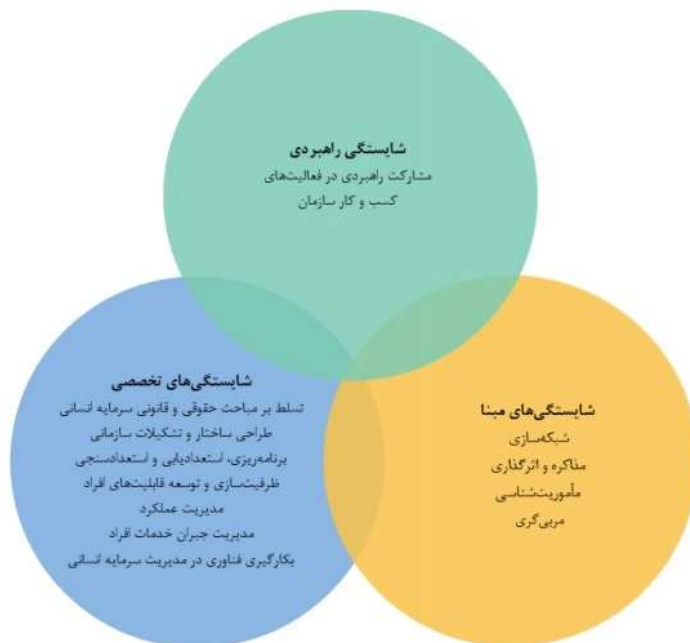 شایستگی راهبردی
مشارکت راهبردی در فعالیت‌های
کسب و کار سازمان
شایستگی‌های تخصصی
تسلط بر مباحث حقوقی و قانونی سرمایه انسانی
طراحی ساختار و تشکیلات سازمانی
برنامه‌ریزی، استعدادیابی و استعدادسنجی
ظرفیت‌سازی و توسعه قابلیت‌های افراد
مدیریت عملکرد
مدیریت جبران خدمات افراد
بکارگیری فناوری در مدیریت سرمایه انسانی
شایستگی‌های مبنا
شبکه‌سازی
مذاکره و اثرگذاری
مأموریت‌شناسی
مربی‌گری